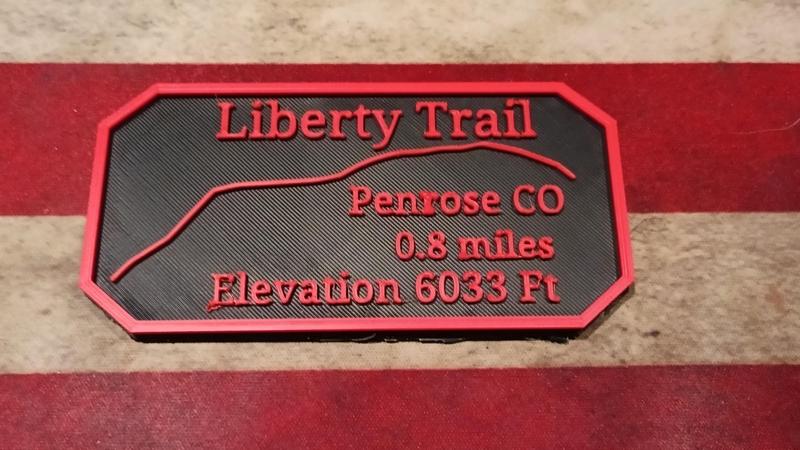 Liberty Trail
Penrose CO
0.8 miles
Elevation 6033 Ft